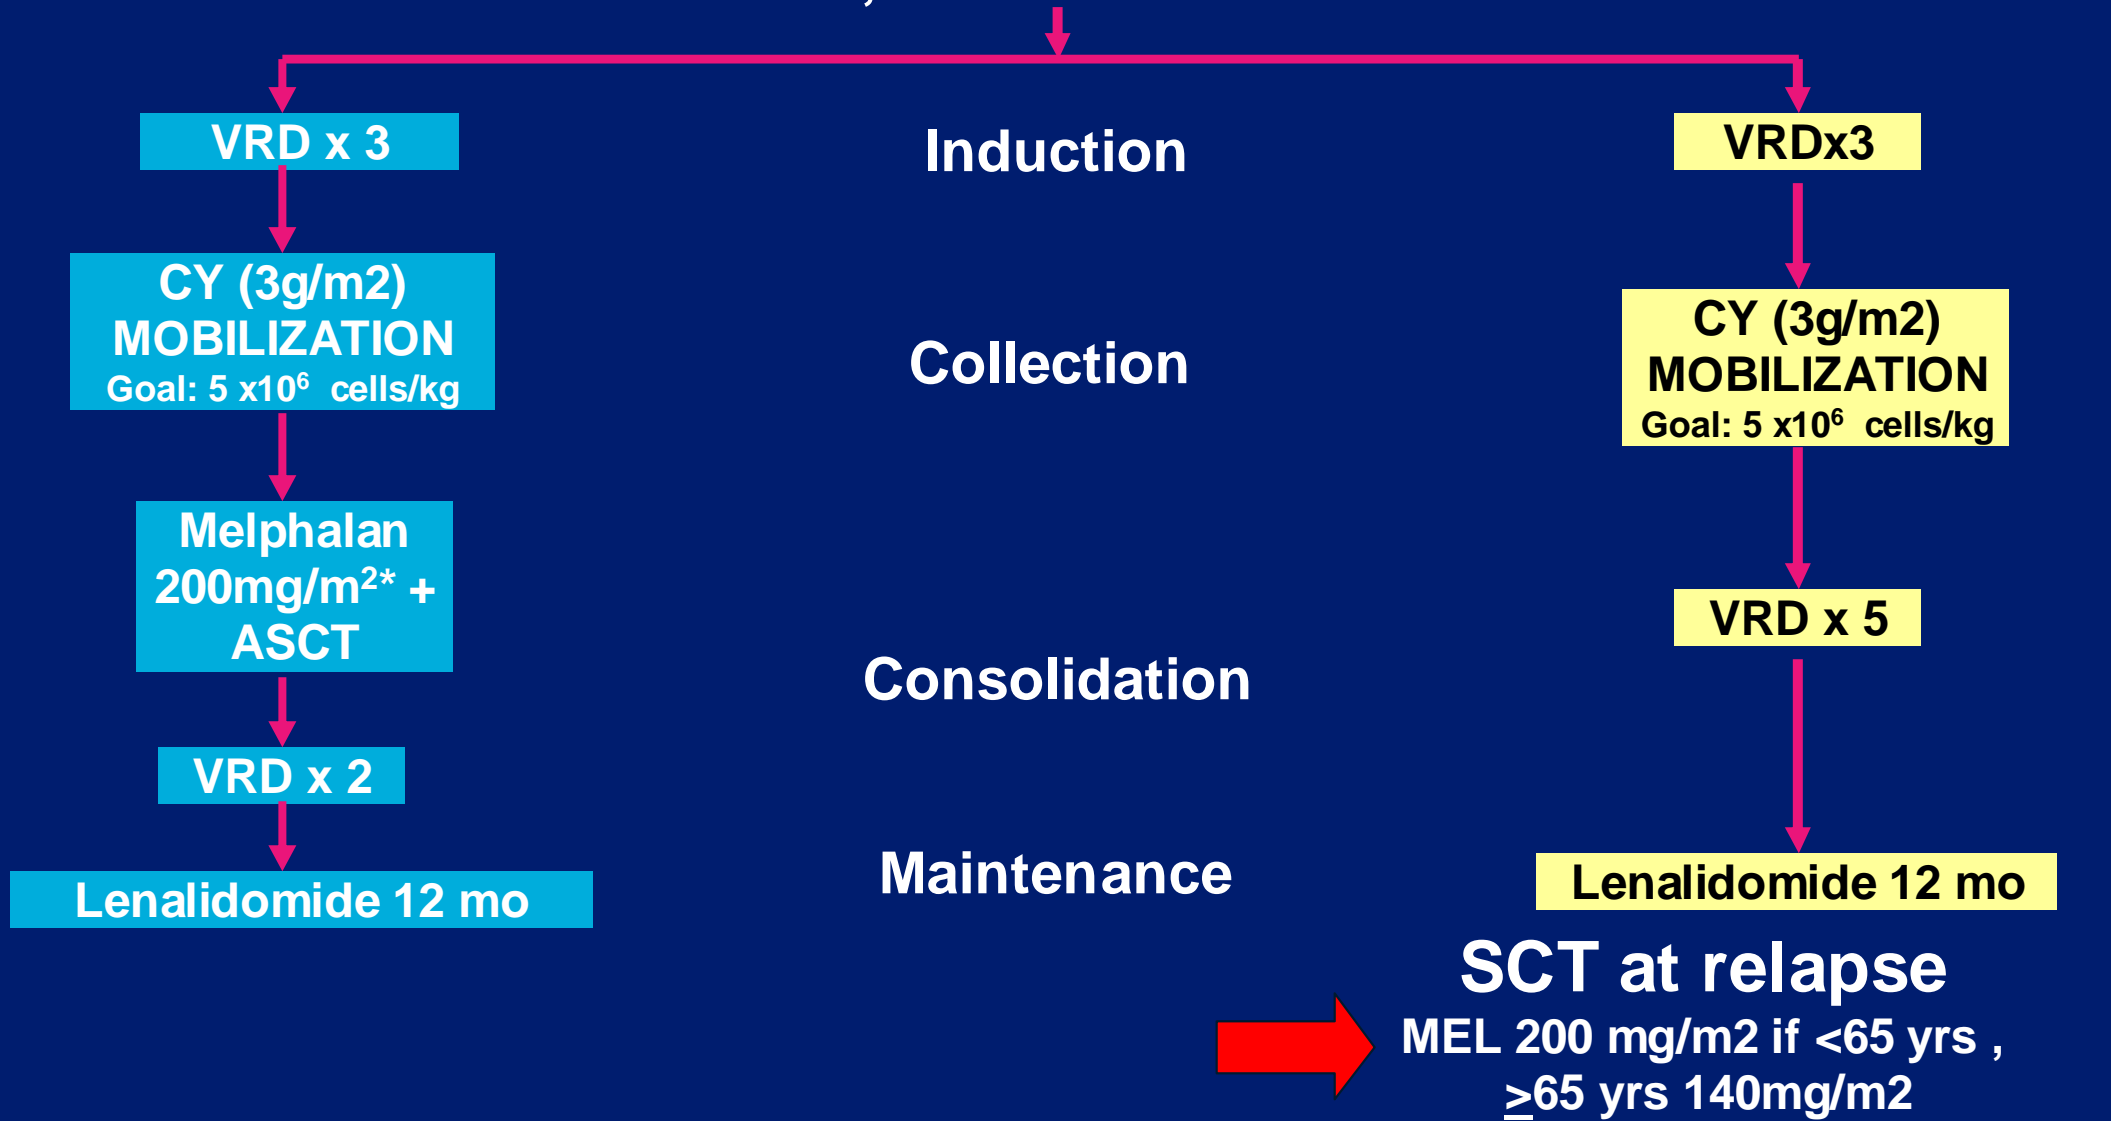 VRD x 3
CY (3g/m2)
MOBILIZATION
Goal: 5 x10⁶ cells/kg
Melphalan
200mg/m²* +
ASCT
VRD x 2
Lenalidomide 12 mo
Induction
Collection
Consolidation
Maintenance
VRDx3
CY (3g/m2)
MOBILIZATION
Goal: 5 x10⁶ cells/kg
VRD x 5
Lenalidomide 12 mo
SCT at relapse
MEL 200 mg/m2 if <65 yrs ,
≥65 yrs 140mg/m2